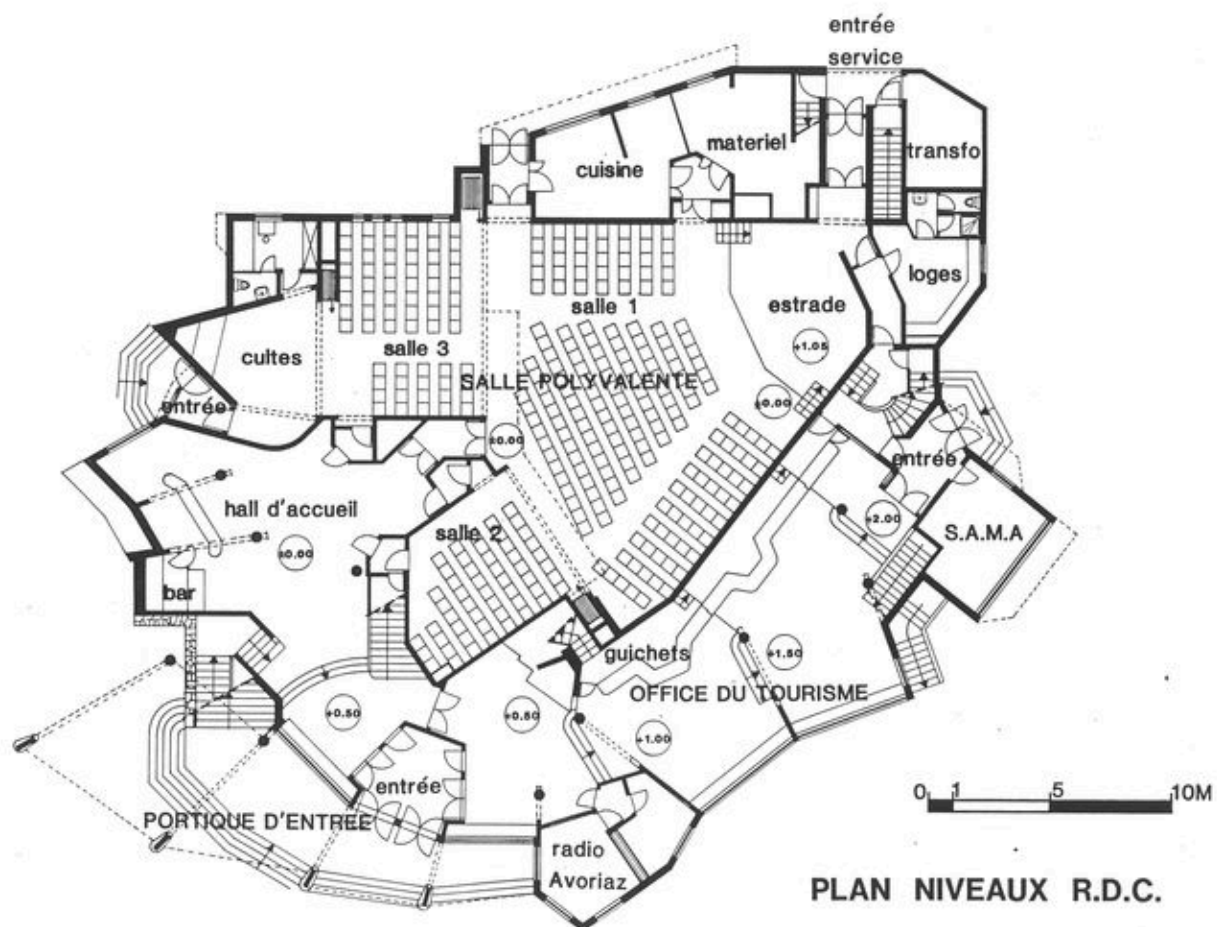 entrée
service
cuisine
materiel
transfo
loges
salle 1
estrade
+1.05
cultes
salle 3
SALLE POLYVALENTE
±0.00
entrée
±0.00
entrée
hall d'accueil
±0.00
salle 2
+2.00
S.A.M.A
bar
guichets
+1.50
OFFICE DU TOURISME
+0.50
+0.50
+1.00
entrée
PORTIQUE D'ENTREE
radio
Avoriaz
0 1 5 10M
PLAN NIVEAUX R.D.C.